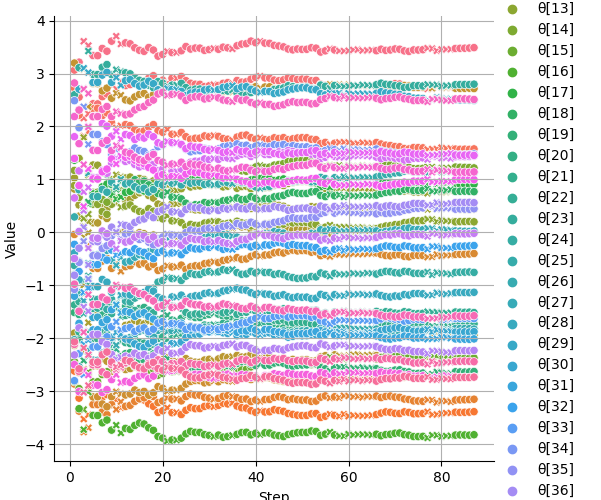 4
3
2
1
0
−1
−2
−3
−4
Value
0
20
40
60
80
Step
θ[13]
θ[14]
θ[15]
θ[16]
θ[17]
θ[18]
θ[19]
θ[20]
θ[21]
θ[22]
θ[23]
θ[24]
θ[25]
θ[26]
θ[27]
θ[28]
θ[29]
θ[30]
θ[31]
θ[32]
θ[33]
θ[34]
θ[35]
θ[36]